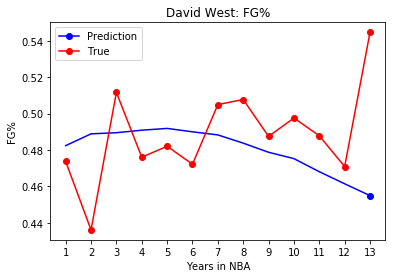 David West: FG%
Prediction
True
0.54
0.52
0.50
0.48
0.46
0.44
FG%
1 2 3 4 5 6 7 8 9 10 11 12 13
Years in NBA